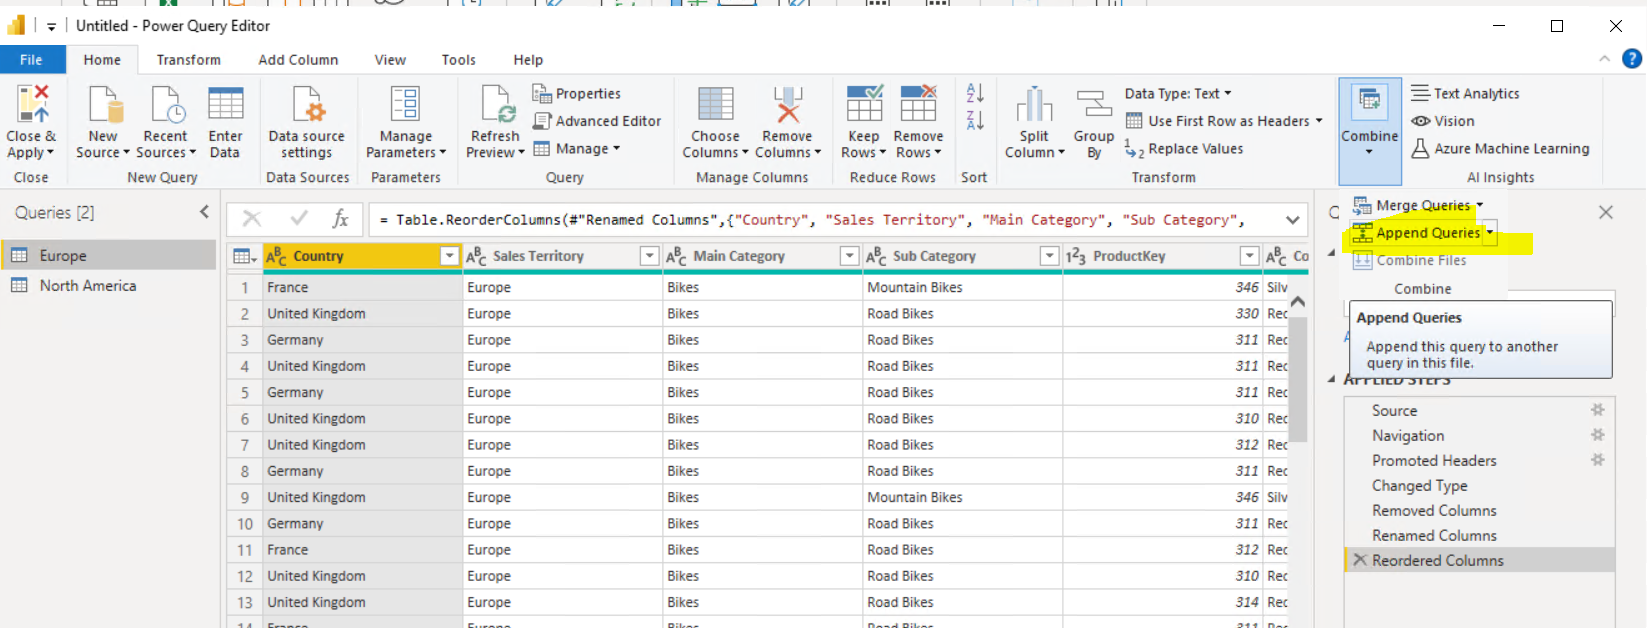 Untitled - Power Query Editor
File Home Transform Add Column View Tools Help
Close & Apply
New Source
Recent Sources
Enter Data
Data source settings
Manage Parameters
Refresh Preview
Properties
Advanced Editor
Manage
Choose Columns
Remove Columns
Keep Rows
Remove Rows
Split Column
Group By
Data Type: Text
Use First Row as Headers
Replace Values
Combine
Text Analytics
Vision
Azure Machine Learning
Close New Query Data Sources Parameters Query Manage Columns Reduce Rows Sort Transform AI Insights
Merge Queries
Append Queries
Combine Files
Combine
Append Queries
Append this query to another
query in this file.
Queries [2]
Europe
North America
= Table.ReorderColumns(#"Renamed Columns",{"Country", "Sales Territory", "Main Category", "Sub Category",
Country Sales Territory Main Category Sub Category ProductKey Co
1 France Europe Bikes Mountain Bikes 346 Silv
2 United Kingdom Europe Bikes Road Bikes 330 Rec
3 Germany Europe Bikes Road Bikes 311 Rec
4 United Kingdom Europe Bikes Road Bikes 311 Rec
5 Germany Europe Bikes Road Bikes 311 Rec
6 United Kingdom Europe Bikes Road Bikes 310 Rec
7 United Kingdom Europe Bikes Road Bikes 312 Rec
8 Germany Europe Bikes Road Bikes 311 Rec
9 United Kingdom Europe Bikes Mountain Bikes 346 Silv
10 Germany Europe Bikes Road Bikes 311 Rec
11 France Europe Bikes Road Bikes 312 Rec
12 United Kingdom Europe Bikes Road Bikes 310 Rec
13 United Kingdom Europe Bikes Road Bikes 314 Rec
14 France Europe Bikes Road Bikes 311 Rec
APPLIED STEPS
Source
Navigation
Promoted Headers
Changed Type
Removed Columns
Renamed Columns
Reordered Columns